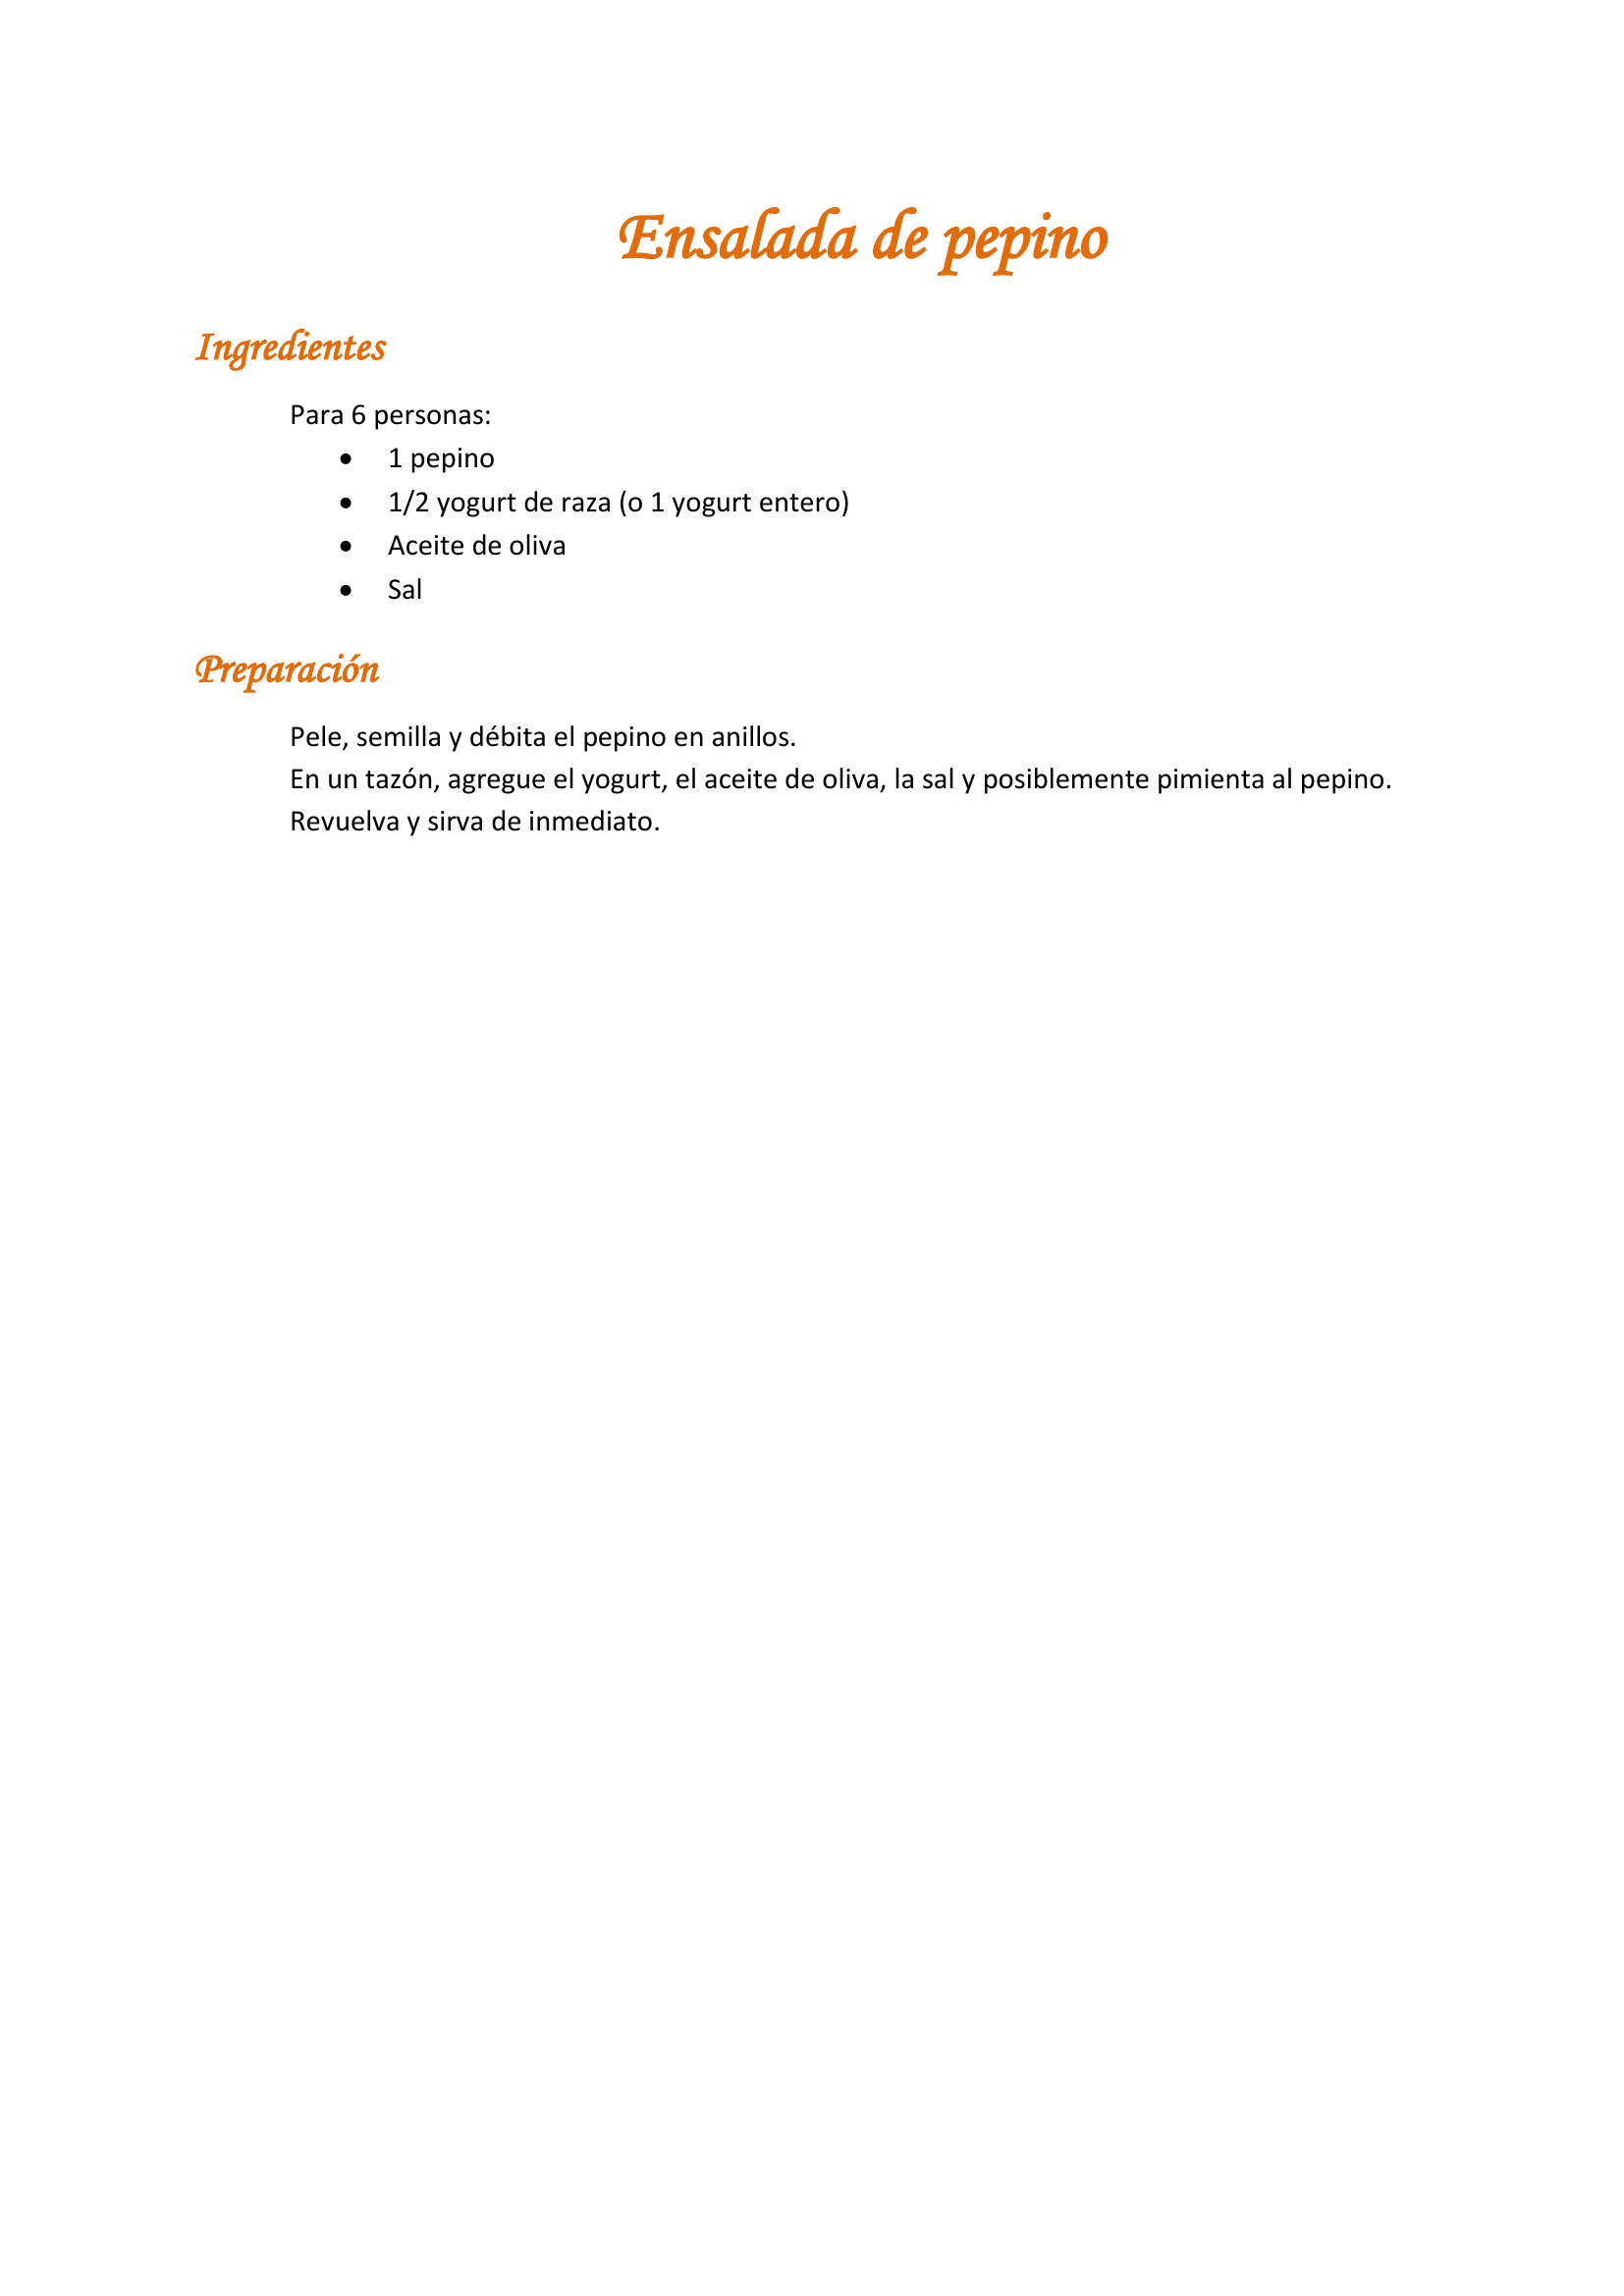 Ensalada de pepino
Ingredientes
Para 6 personas:
• 1 pepino
• 1/2 yogurt de raza (o 1 yogurt entero)
• Aceite de oliva
• Sal
Preparación
Pele, semilla y débita el pepino en anillos.
En un tazón, agregue el yogurt, el aceite de oliva, la sal y posiblemente pimienta al pepino.
Revuelva y sirva de inmediato.